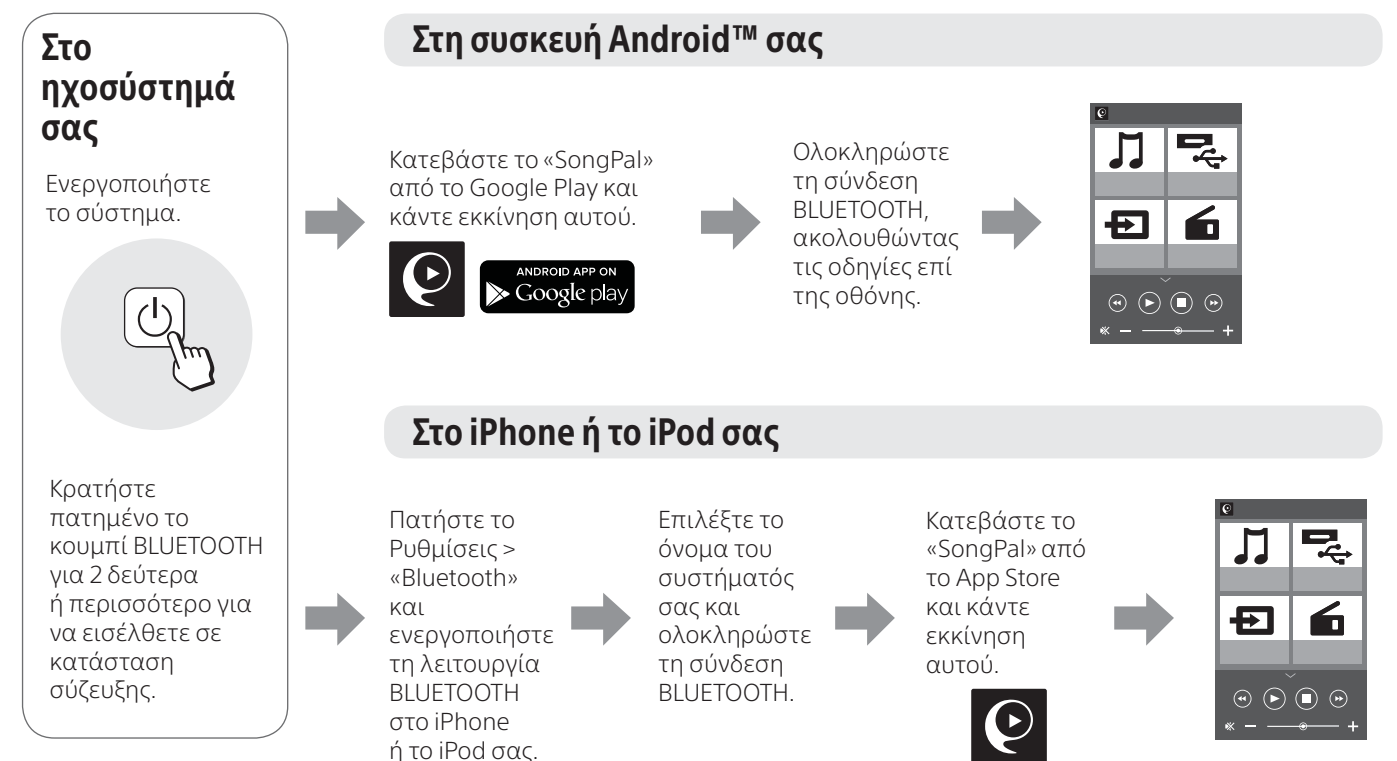 Στο
ηχοσύστημά
σας
Ενεργοποιήστε
το σύστημα.
Κρατήστε
πατημένο το
κουμπί BLUETOOTH
για 2 δεύτερα
ή περισσότερο για
να εισέλθετε σε
κατάσταση
σύζευξης.
Στη συσκευή Android™ σας
Κατεβάστε το «SongPal»
από το Google Play και
κάντε εκκίνηση αυτού.
ANDROID APP ON
Google play
Ολοκληρώστε
τη σύνδεση
BLUETOOTH,
ακολουθώντας
τις οδηγίες επί
της οθόνης.
Στο iPhone ή το iPod σας
Πατήστε το
Ρυθμίσεις >
«Bluetooth»
και
ενεργοποιήστε
τη λειτουργία
BLUETOOTH
στο iPhone
ή το iPod σας.
Επιλέξτε το
όνομα του
συστήματός
σας και
ολοκληρώστε
τη σύνδεση
BLUETOOTH.
Κατεβάστε το
«SongPal» από
το App Store
και κάντε
εκκίνηση
αυτού.